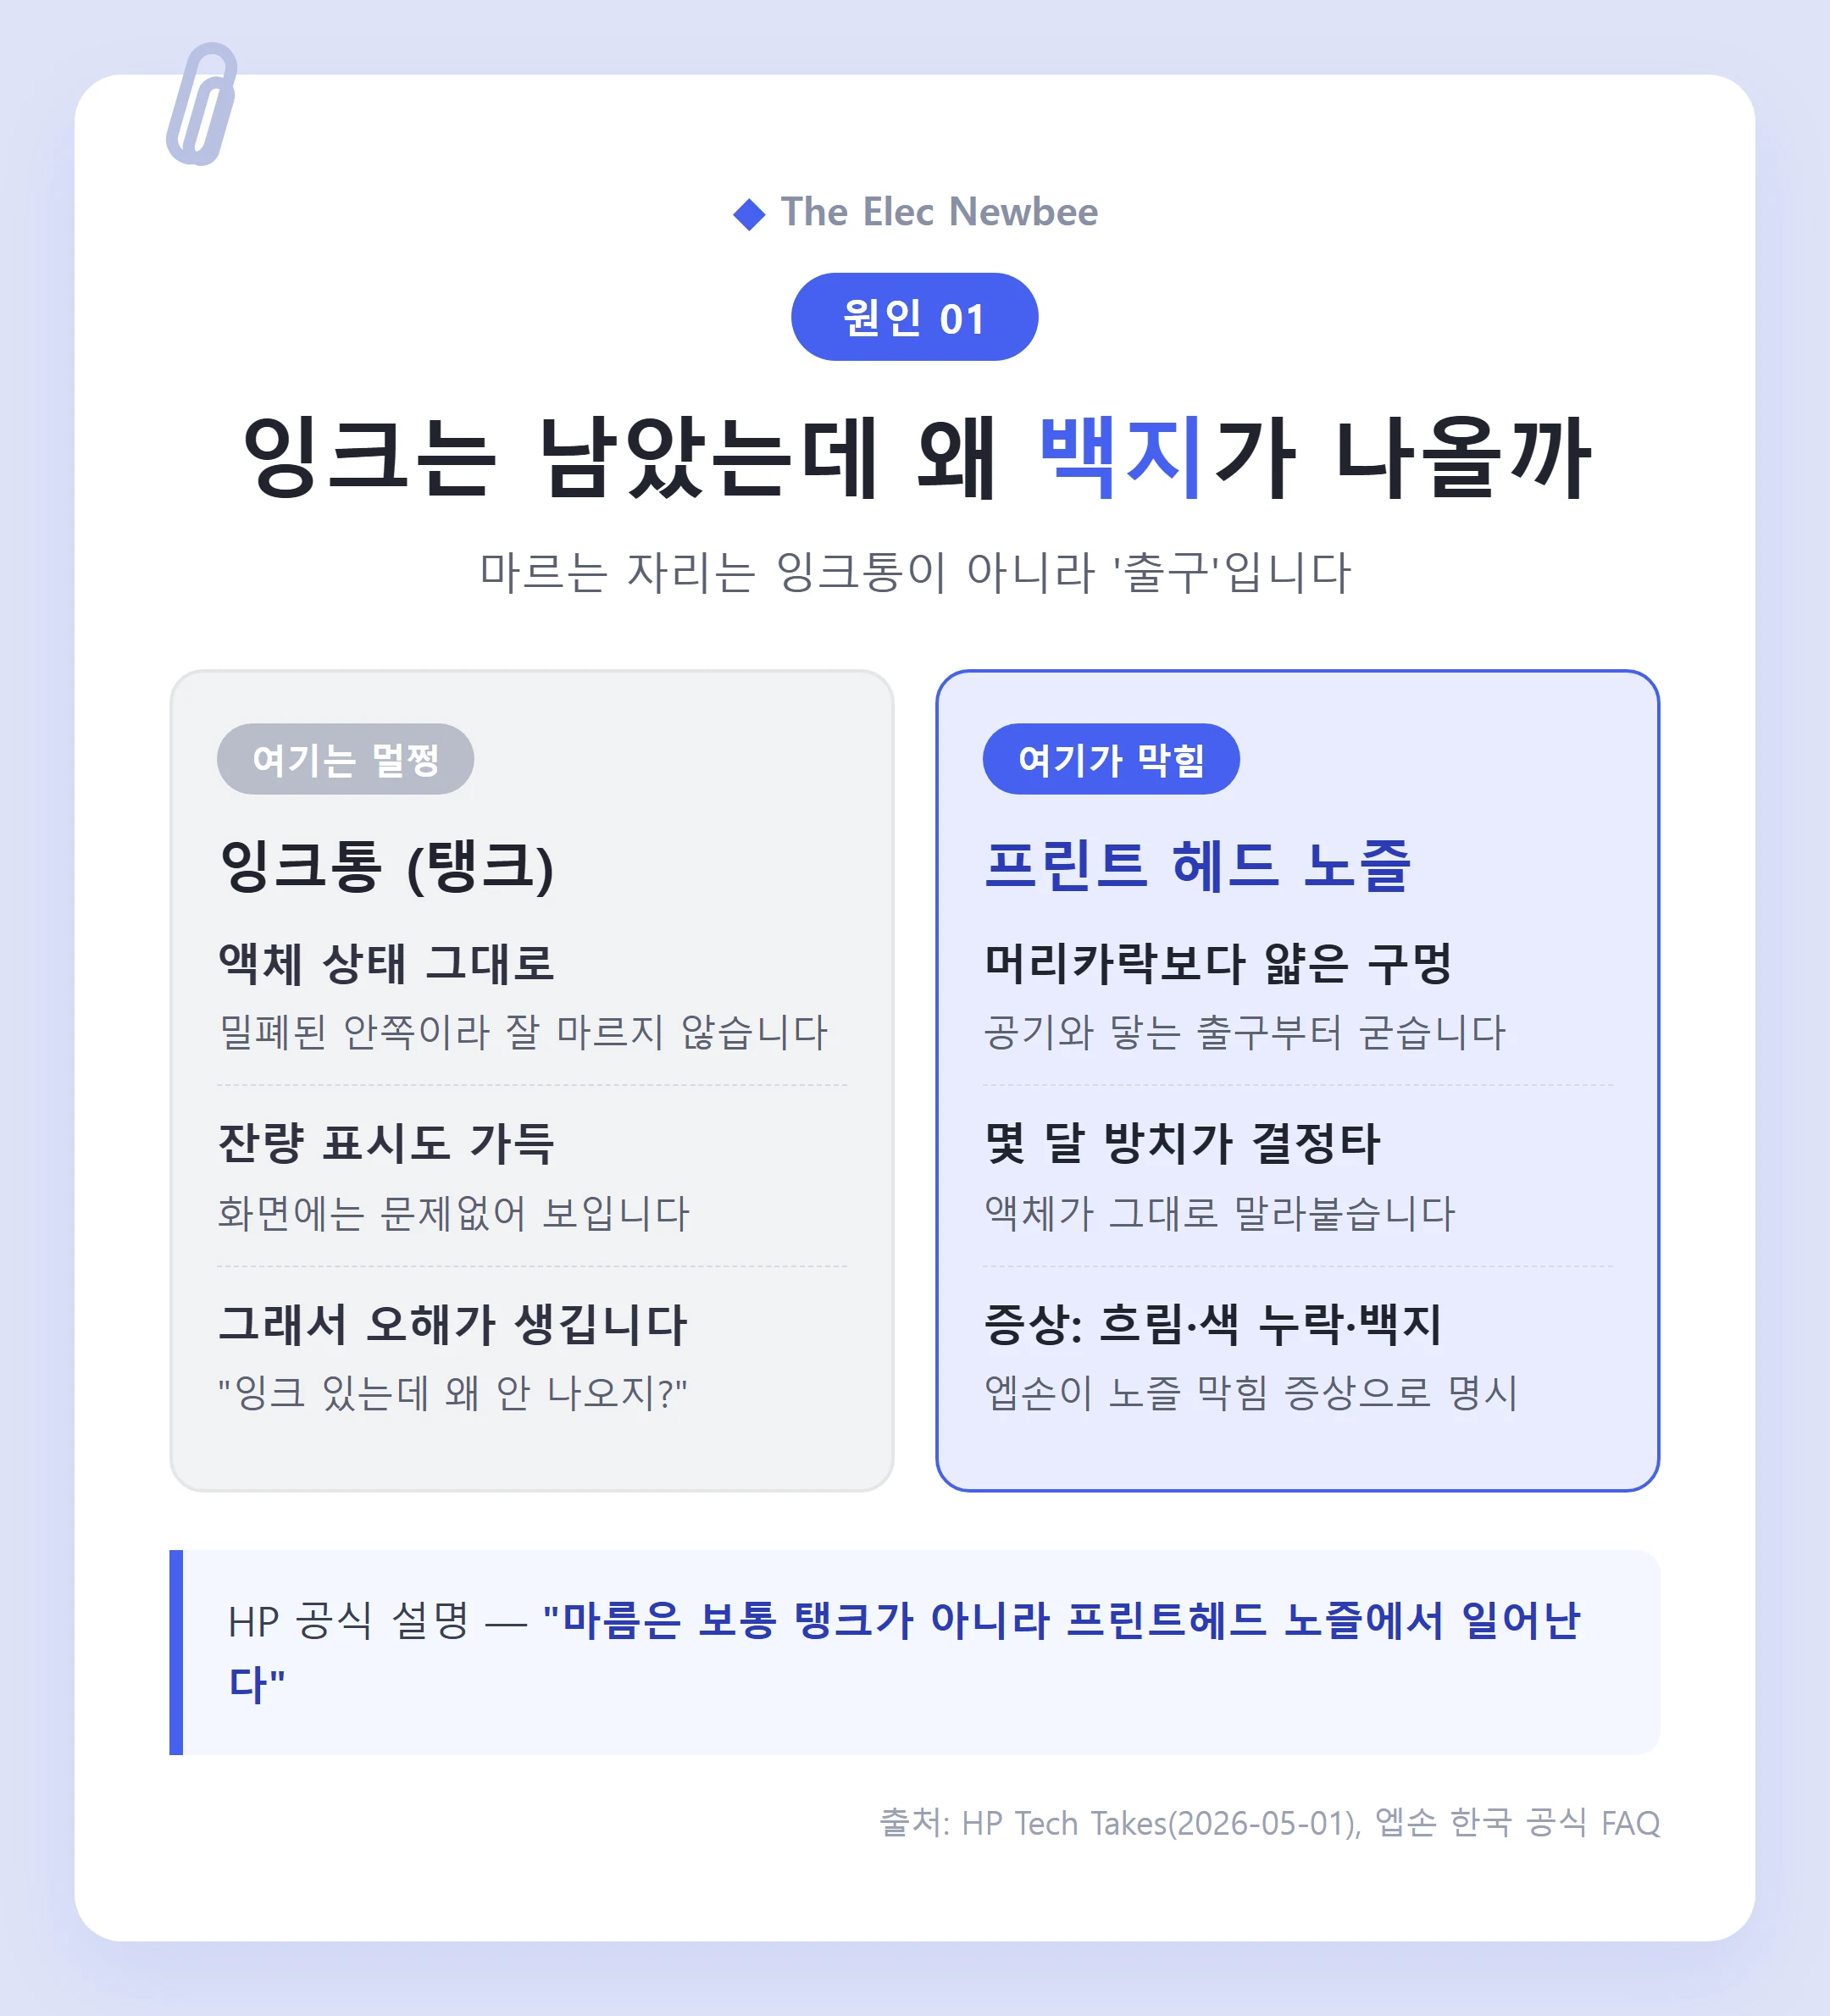 The Elec Newbee
원인 01
잉크는 남았는데 왜 백지가 나올까
마르는 자리는 잉크통이 아니라 '출구'입니다
여기는 멀쩡
잉크통 (탱크)
액체 상태 그대로
밀폐된 안쪽이라 잘 마르지 않습니다
잔량 표시도 가득
화면에는 문제없어 보입니다
그래서 오해가 생깁니다
"잉크 있는데 왜 안 나오지?"
여기가 막힘
프린트 헤드 노즐
머리카락보다 얇은 구멍
공기와 닿는 출구부터 굳습니다
몇 달 방치가 결정타
액체가 그대로 말라붙습니다
증상: 흐림·색 누락·백지
엡손이 노즐 막힘 증상으로 명시
HP 공식 설명 — "마름은 보통 탱크가 아니라 프린트헤드 노즐에서 일어난
다"
출처: HP Tech Takes(2026-05-01), 엡손 한국 공식 FAQ